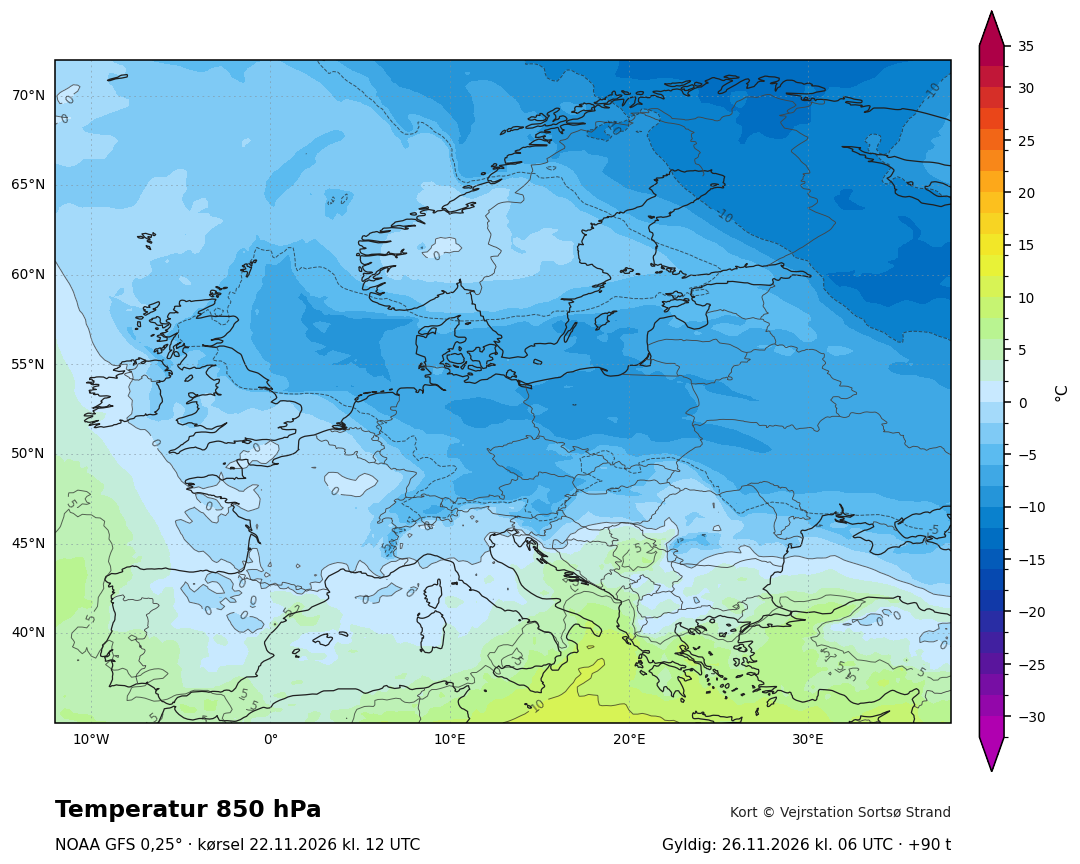 70°N
65°N
60°N
55°N
50°N
45°N
40°N
10°W
0°
10°E
20°E
30°E
35
30
25
20
15
10
5
0
−5
−10
−15
−20
−25
−30
°C
Temperatur 850 hPa
Kort © Vejrstation Sortsø Strand
NOAA GFS 0,25° · kørsel 22.11.2026 kl. 12 UTC
Gyldig: 26.11.2026 kl. 06 UTC · +90 t